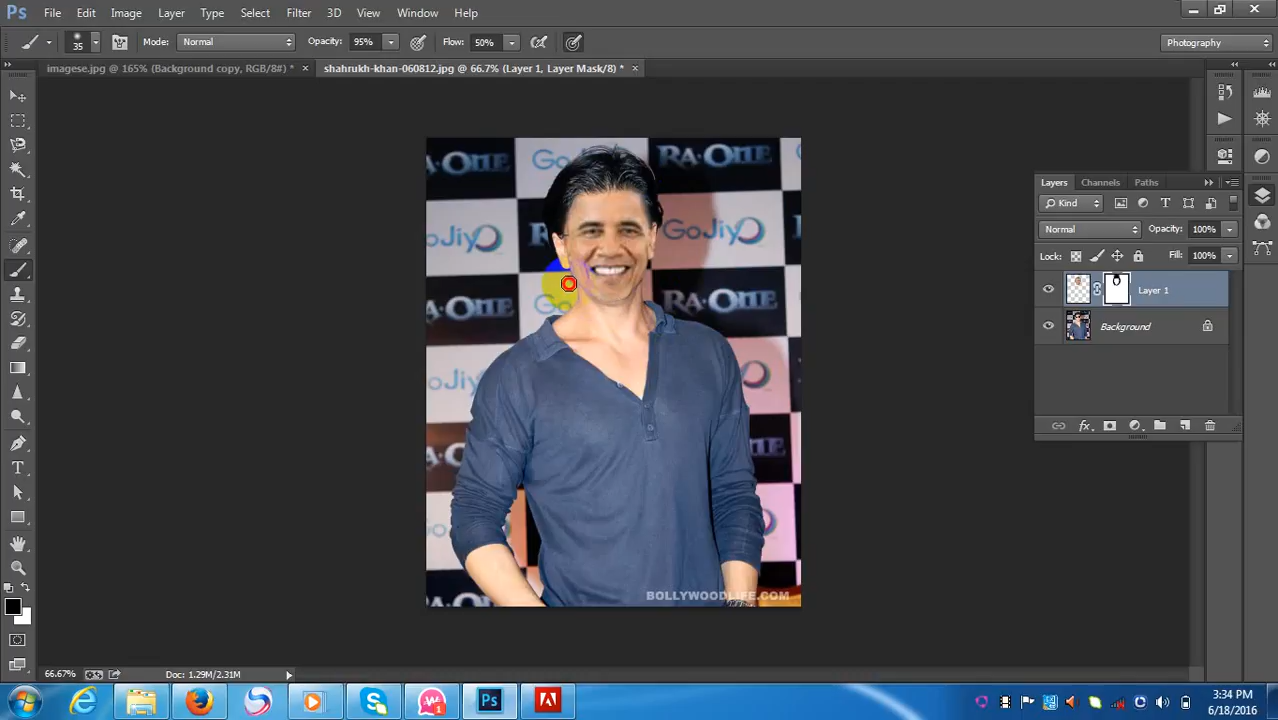 Ps File Edit Image Layer Type Select Filter 3D View Window Help
35 Mode: Normal Opacity: 95% Flow: 50% Photography
imagese.jpg @ 165% (Background copy, RGB/8#) * × shahrukh-khan-060812.jpg @ 66.7% (Layer 1, Layer Mask/8) * ×
RA·ONE
GoJiyo
Layers Channels Paths
Kind
Normal Opacity: 100%
Lock: Fill: 100%
Layer 1
Background
BOLLYWOODLIFE.COM
66.67% Doc: 1.29M/2.31M
1 Ps
3:34 PM
6/18/2016